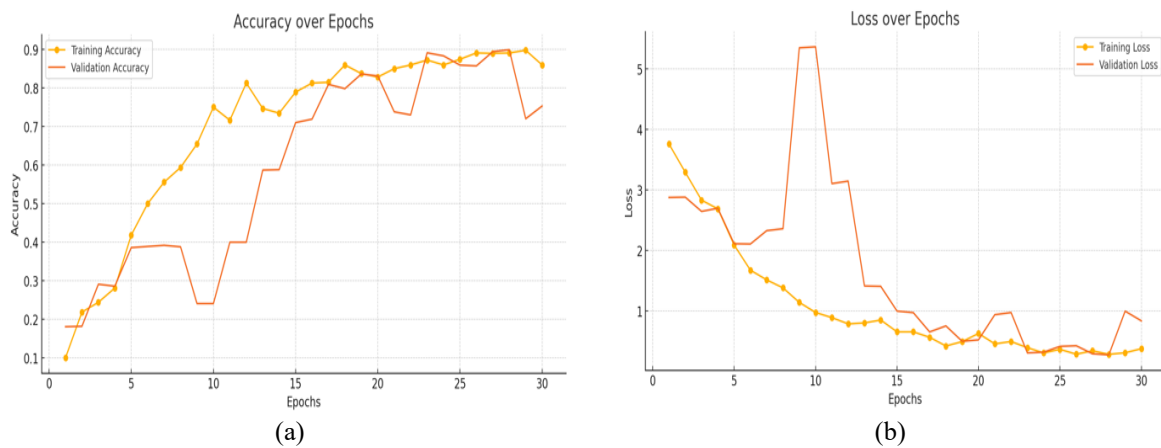 Accuracy over Epochs
Training Accuracy
Validation Accuracy
0.9
0.8
0.7
0.6
0.5
0.4
0.3
0.2
0.1
Accuracy
0
5
10
15
20
25
30
Epochs
(a)
Loss over Epochs
Training Loss
Validation Loss
5
4
3
2
1
Loss
0
5
10
15
20
25
30
Epochs
(b)